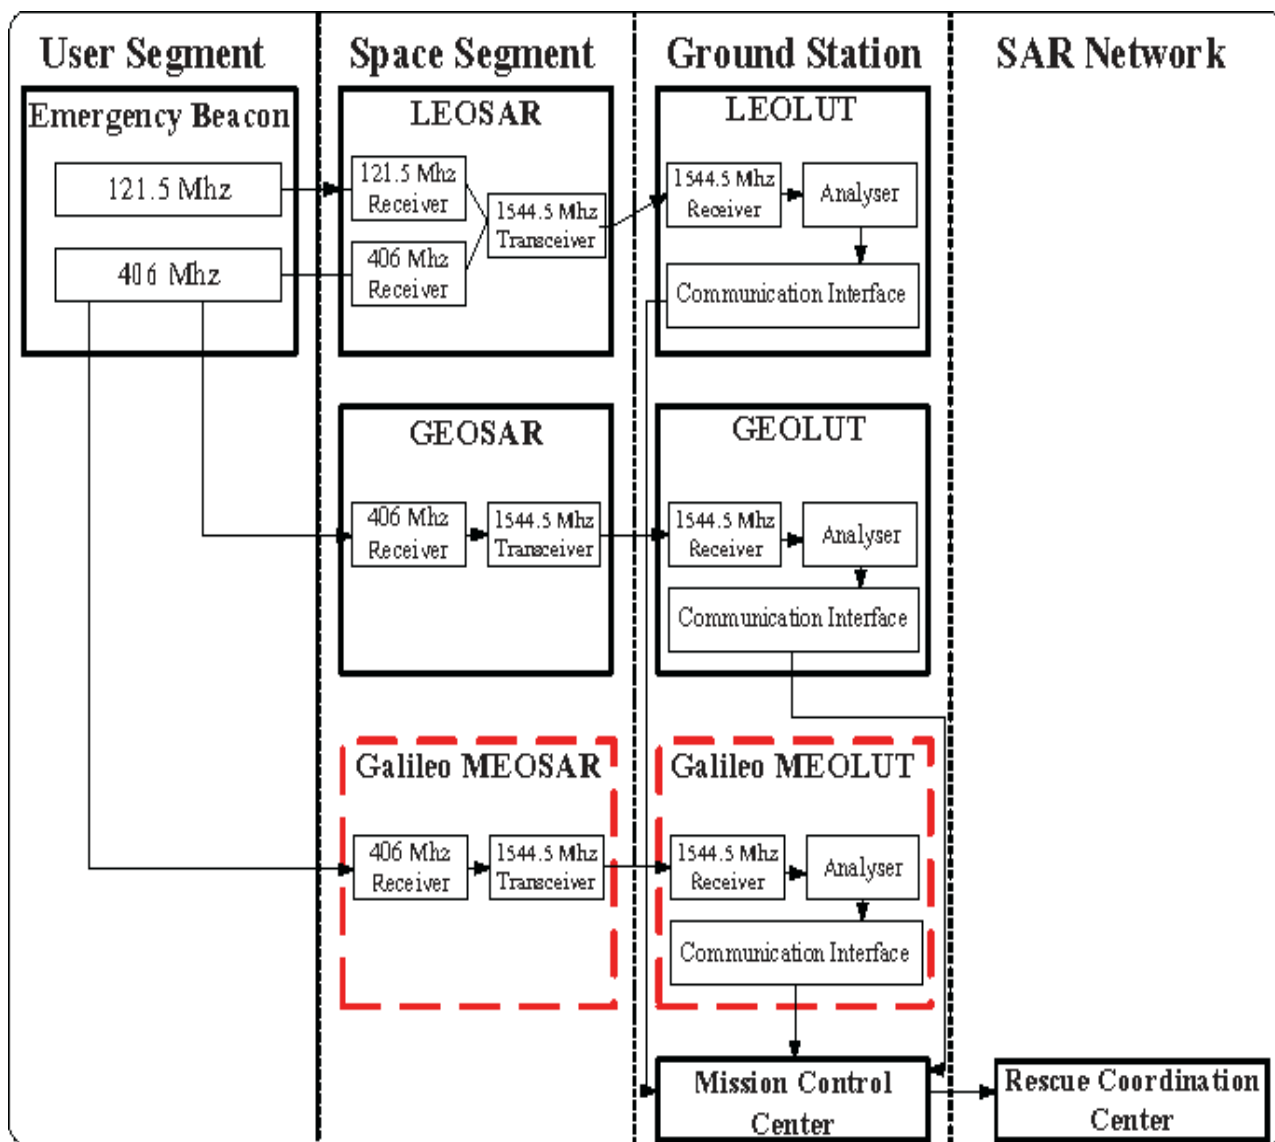 User Segment
Space Segment
Ground Station
SAR Network
Emergency Beacon
121.5 Mhz
406 Mhz
LEOSAR
121.5 Mhz
Receiver
406 Mhz
Receiver
1544.5 Mhz
Transceiver
LEOLUT
1544.5 Mhz
Receiver
Analyser
Communication Interface
GEOSAR
406 Mhz
Receiver
1544.5 Mhz
Transceiver
GEOLUT
1544.5 Mhz
Receiver
Analyser
Communication Interface
Galileo MEOSAR
406 Mhz
Receiver
1544.5 Mhz
Transceiver
Galileo MEOLUT
1544.5 Mhz
Receiver
Analyser
Communication Interface
Mission Control
Center
Rescue Coordination
Center